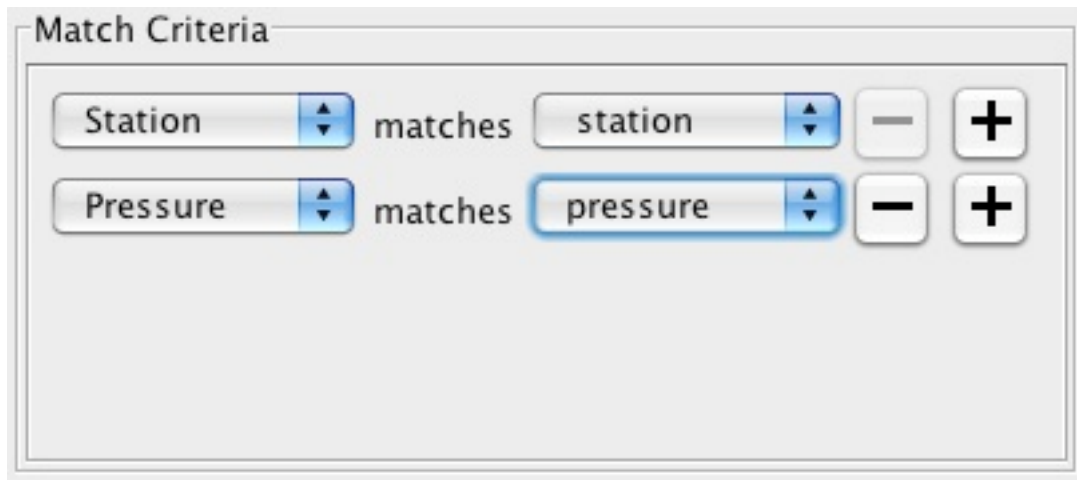 Match Criteria
Station matches station − +
Pressure matches pressure − +